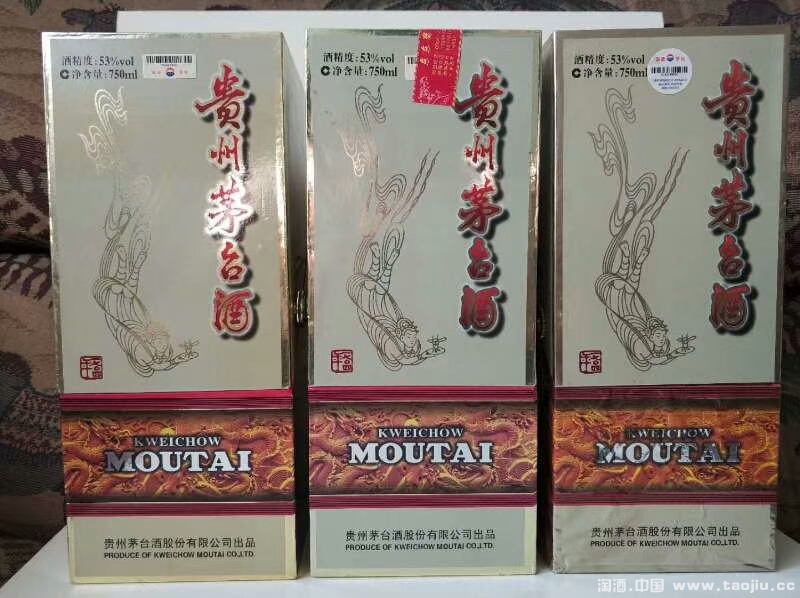 酒精度:53%vol
净含量:750ml
贵州茅台酒
KWEICHOW
MOUTAI
贵州茅台酒股份有限公司出品
PRODUCE OF KWEICHOW MOUTAI CO.,LTD.
酒精度:53%vol
净含量:750ml
贵州茅台酒
KWEICHOW
MOUTAI
贵州茅台酒股份有限公司出品
PRODUCE OF KWEICHOW MOUTAI CO.,LTD.
酒精度:53%vol
净含量:750ml
贵州茅台酒
KWEICHOW
MOUTAI
贵州茅台酒股份有限公司出品
PRODUCE OF KWEICHOW MOUTAI CO.,LTD.
淘酒.中国 www.taojiu.cc